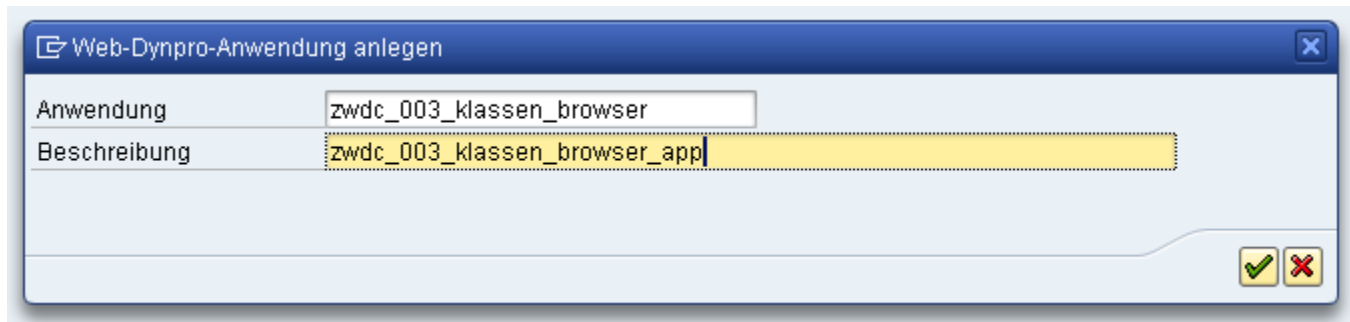 Web-Dynpro-Anwendung anlegen
Anwendung zwdc_003_klassen_browser
Beschreibung zwdc_003_klassen_browser_app